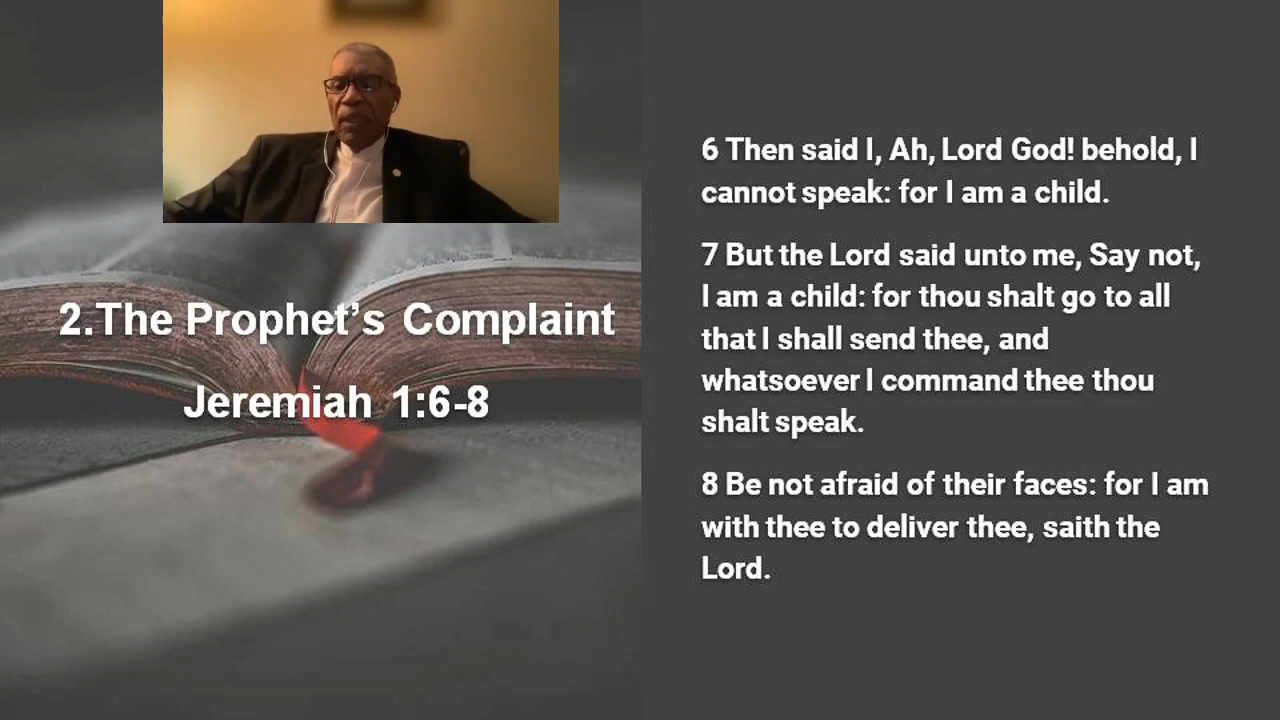 2.The Prophet’s Complaint
Jeremiah 1:6-8
6 Then said I, Ah, Lord God! behold, I
cannot speak: for I am a child.
7 But the Lord said unto me, Say not,
I am a child: for thou shalt go to all
that I shall send thee, and
whatsoever I command thee thou
shalt speak.
8 Be not afraid of their faces: for I am
with thee to deliver thee, saith the
Lord.